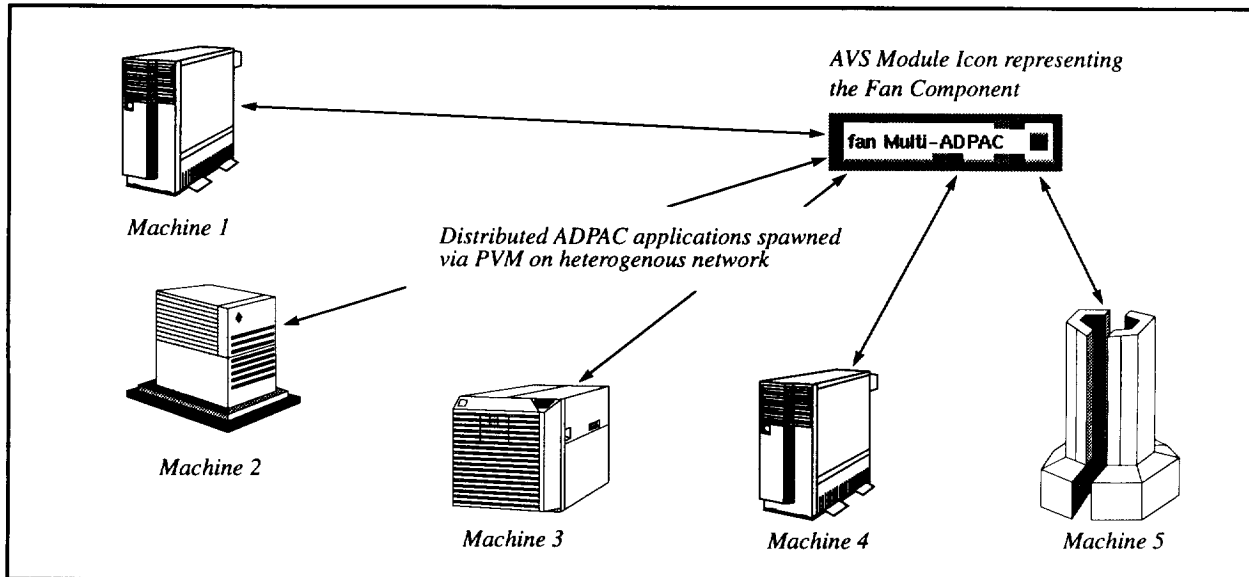 AVS Module Icon representing
the Fan Component
fan Multi-ADPAC
Machine 1
Distributed ADPAC applications spawned
via PVM on heterogenous network
Machine 2
Machine 3
Machine 4
Machine 5